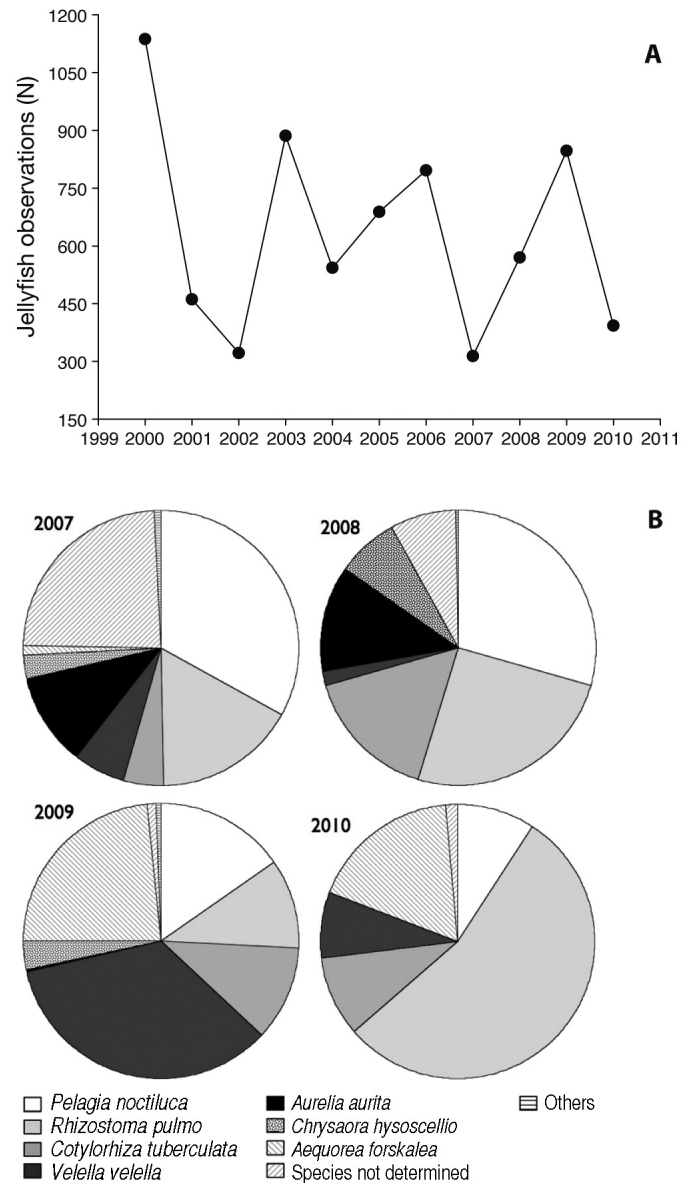 1200
A
1050
900
750
600
450
300
150
Jellyfish observations (N)
1999 2000 2001 2002 2003 2004 2005 2006 2007 2008 2009 2010 2011
B
2007
2008
2009
2010
Pelagia noctiluca
Rhizostoma pulmo
Cotylorhiza tuberculata
Velella velella
Aurelia aurita
Chrysaora hysoscellio
Aequorea forskalea
Species not determined
Others